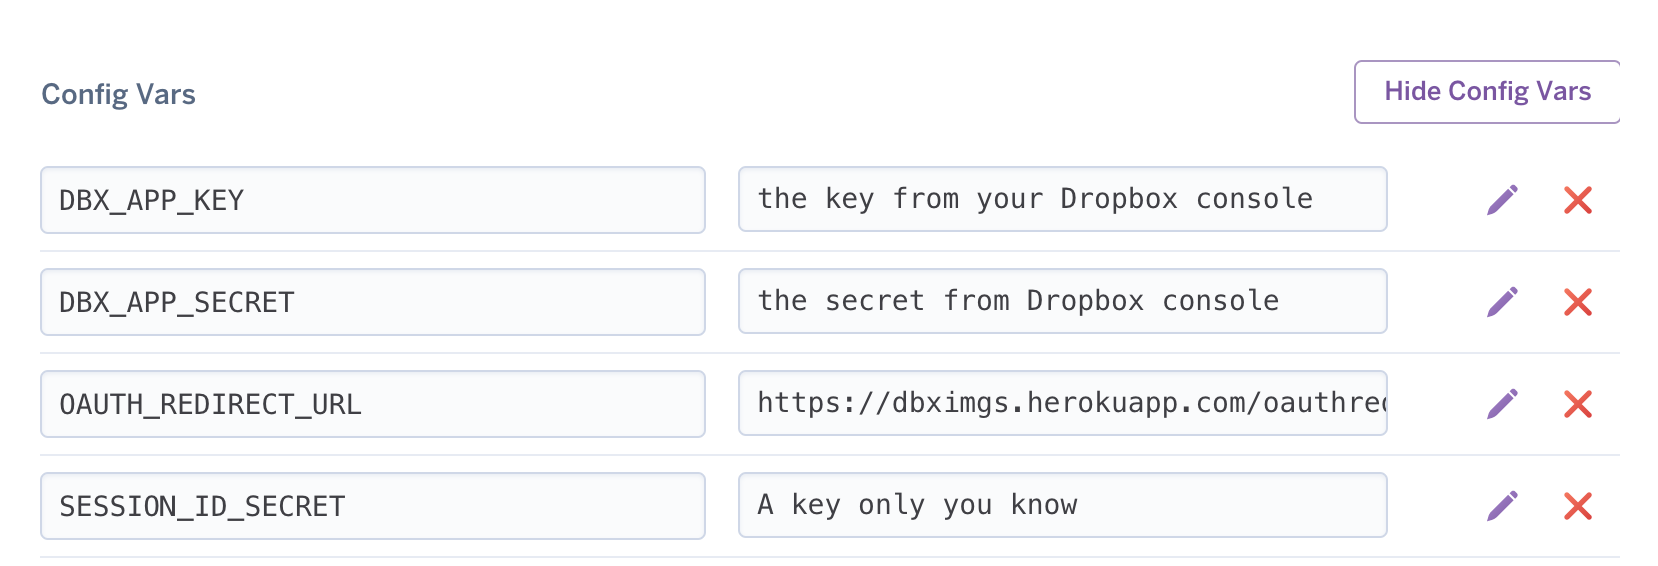 Config Vars
Hide Config Vars
DBX_APP_KEY the key from your Dropbox console
DBX_APP_SECRET the secret from Dropbox console
OAUTH_REDIRECT_URL https://dbximgs.herokuapp.com/oauthre
SESSION_ID_SECRET A key only you know